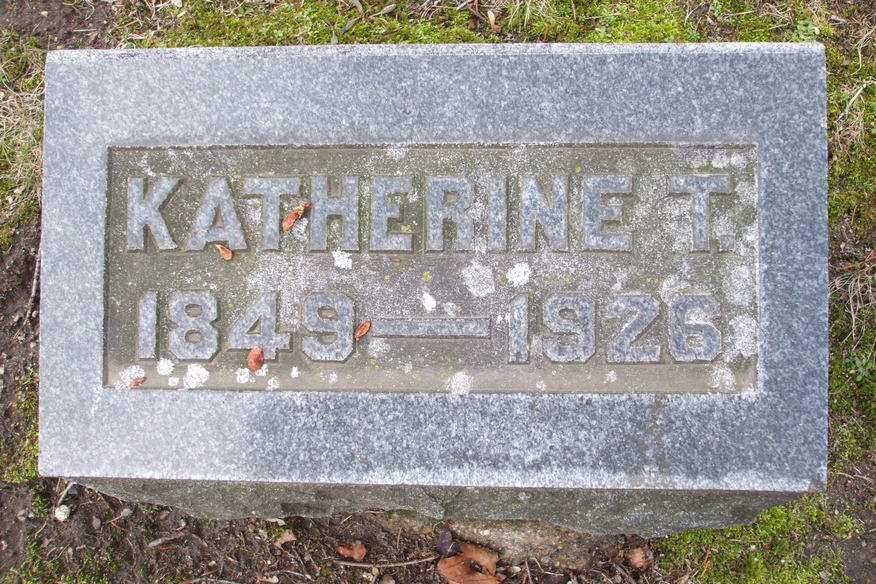 KATHERINE T.
1849 — 1926